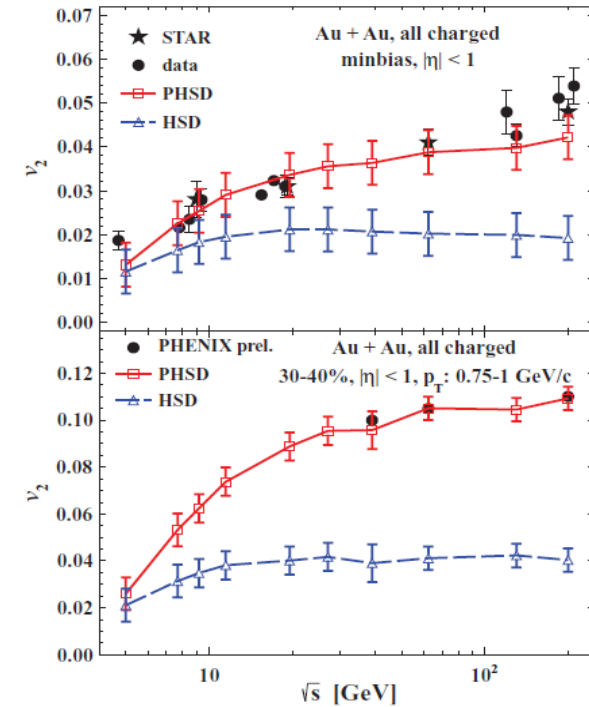 0.07
0.06
0.05
0.04
0.03
0.02
0.01
0.00
v₂
STAR
data
PHSD
HSD
Au + Au, all charged
minbias, |η| < 1
0.12
0.10
0.08
0.06
0.04
0.02
0.00
v₂
PHENIX prel.
PHSD
HSD
Au + Au, all charged
30-40%, |η| < 1, p_T: 0.75-1 GeV/c
10
10²
√s [GeV]